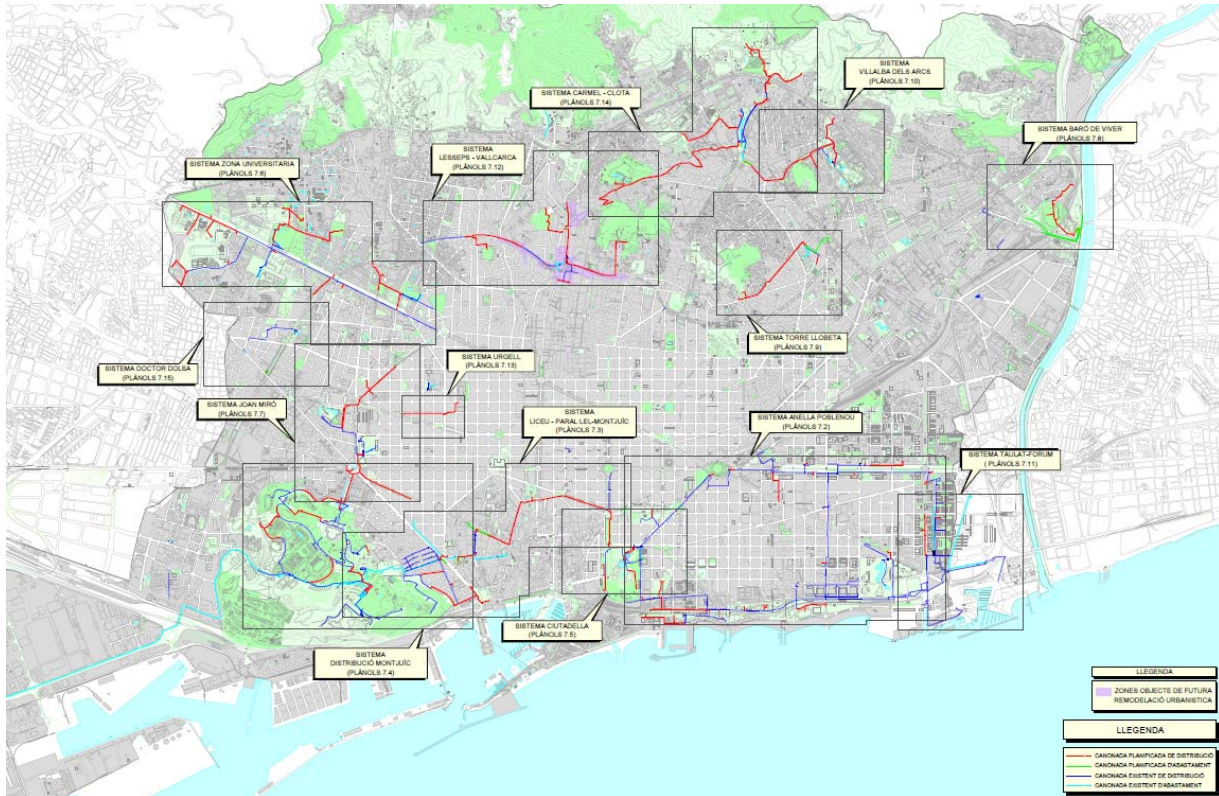 SISTEMA
VILLALBA DELS ARCS
(PLÀNOLS 7.10)
SISTEMA CARMEL - CLOTA
(PLÀNOLS 7.14)
SISTEMA BARÓ DE VIVER
(PLÀNOLS 7.8)
SISTEMA
LESSEPS - VALLCARCA
(PLÀNOLS 7.12)
SISTEMA ZONA UNIVERSITARIA
(PLÀNOLS 7.6)
SISTEMA TORRE LLOBETA
(PLÀNOLS 7.9)
SISTEMA DOCTOR DOLSA
(PLÀNOLS 7.15)
SISTEMA URGELL
(PLÀNOLS 7.13)
SISTEMA JOAN MIRÓ
(PLÀNOLS 7.7)
SISTEMA
LICEU - PARAL LEL-MONTJUÏC
(PLÀNOLS 7.3)
SISTEMA ANELLA POBLENOU
(PLÀNOLS 7.2)
SISTEMA TAULAT-FORUM
( PLÀNOLS 7.11)
SISTEMA CIUTADELLA
(PLÀNOLS 7.5)
SISTEMA
DISTRIBUCIÓ MONTJUÏC
(PLÀNOLS 7.4)
LLEGENDA
ZONES OBJECTE DE FUTURA
REMODELACIÓ URBANISTICA
LLEGENDA
CANONADA PLANIFICADA DE DISTRIBUCIÓ
CANONADA PLANIFICADA D'ABASTAMENT
CANONADA EXISTENT DE DISTRIBUCIÓ
CANONADA EXISTENT D'ABASTAMENT